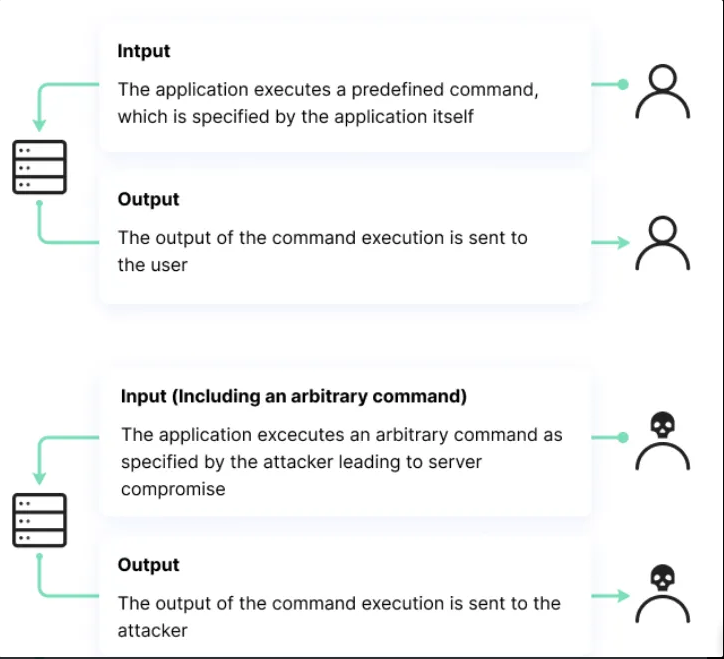 Intput
The application executes a predefined command,
which is specified by the application itself
Output
The output of the command execution is sent to
the user
Input (Including an arbitrary command)
The application excecutes an arbitrary command as
specified by the attacker leading to server
compromise
Output
The output of the command execution is sent to the
attacker